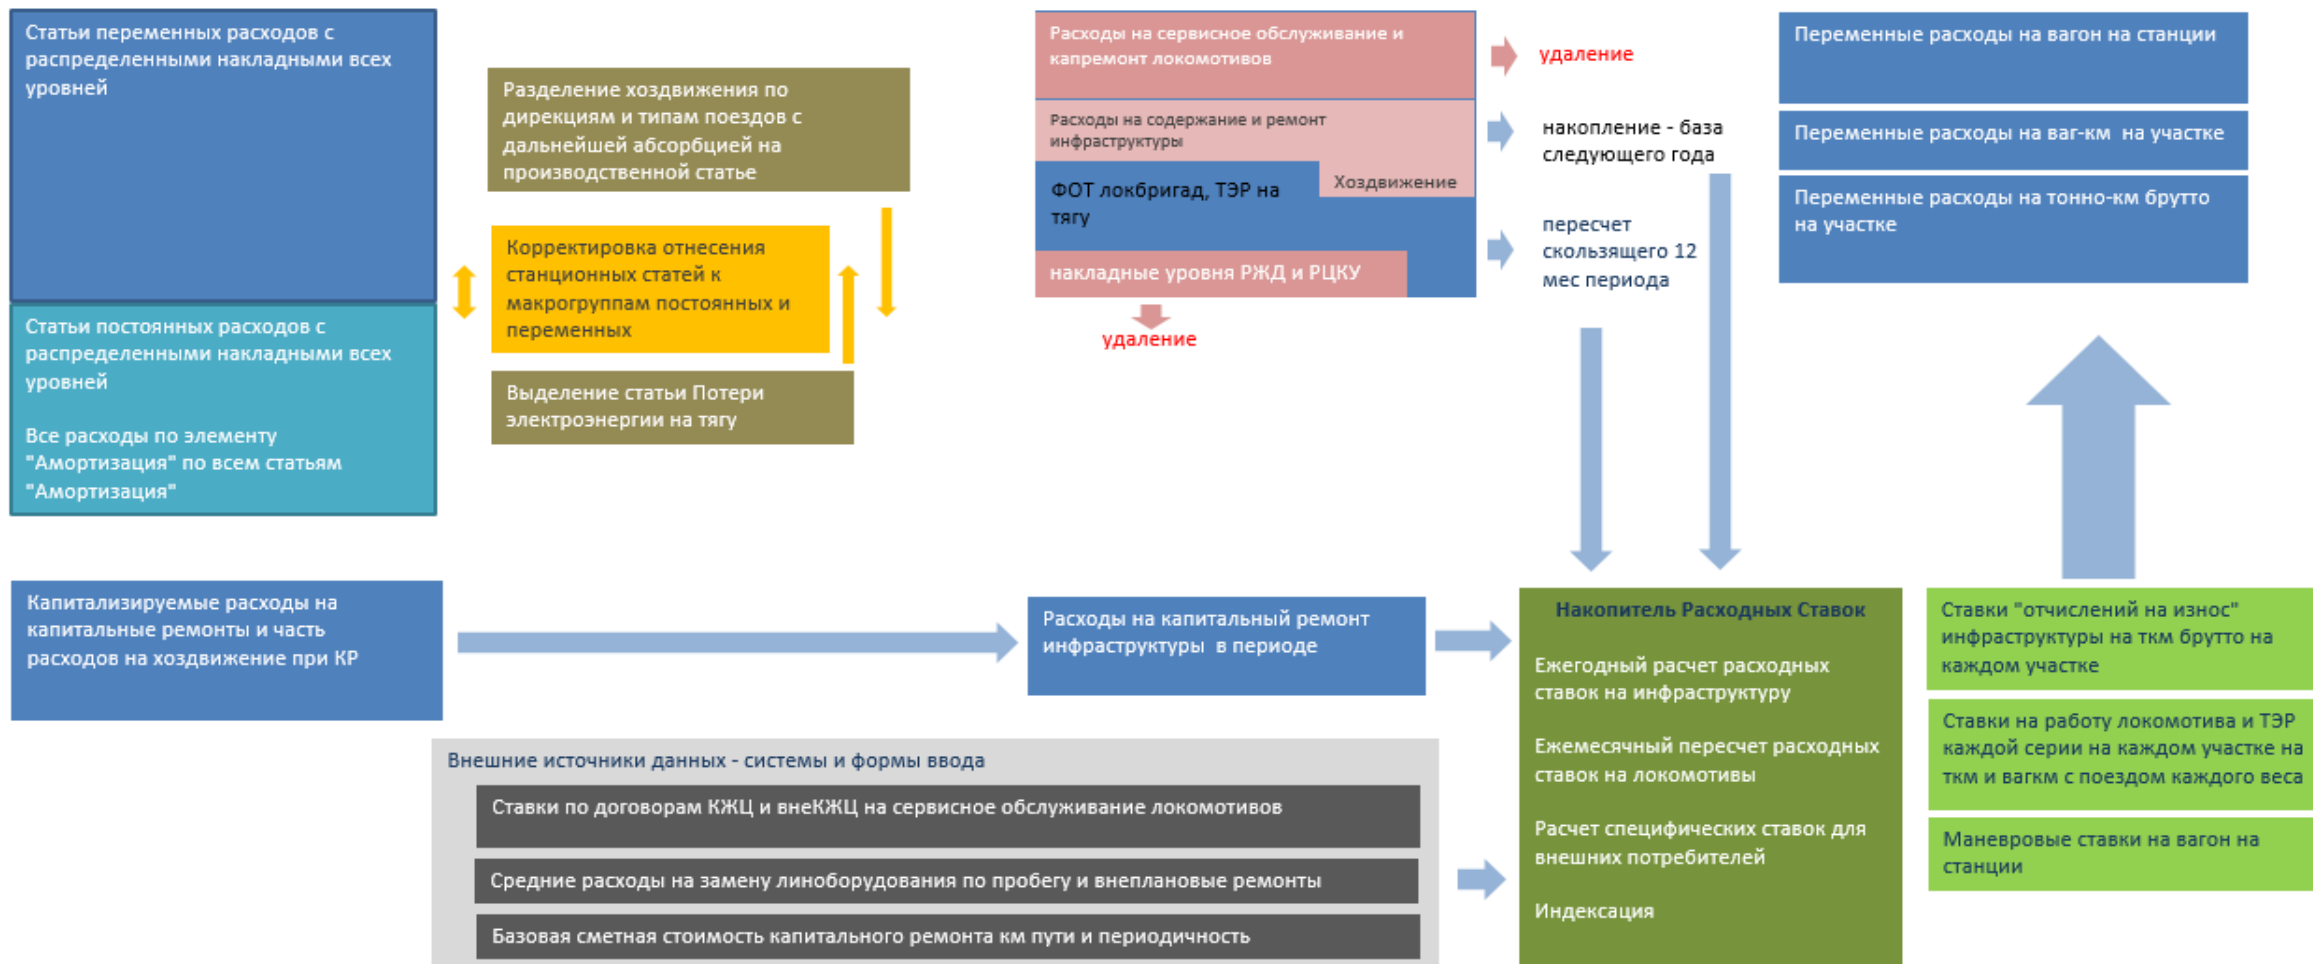 Статьи переменных расходов с
распределенными накладными всех
уровней
Статьи постоянных расходов с
распределенными накладными всех
уровней
Все расходы по элементу
"Амортизация" по всем статьям
"Амортизация"
Разделение хоздвижения по
дирекциям и типам поездов с
дальнейшей абсорбцией на
производственной статье
Корректировка отнесения
станционных статей к
макрогруппам постоянных и
переменных
Выделение статьи Потери
электроэнергии на тягу
Расходы на сервисное обслуживание и
капремонт локомотивов
Расходы на содержание и ремонт
инфраструктуры
Хоздвижение
ФОТ локбригад, ТЭР на
тягу
накладные уровня РЖД и РЦКУ
удаление
удаление
накопление - база
следующего года
пересчет
скользящего 12
мес периода
Переменные расходы на вагон на станции
Переменные расходы на ваг-км  на участке
Переменные расходы на тонно-км брутто
на участке
Капитализируемые расходы на
капитальные ремонты и часть
расходов на хоздвижение при КР
Расходы на капитальный ремонт
инфраструктуры  в периоде
Внешние источники данных - системы и формы ввода
Ставки по договорам КЖЦ и внеКЖЦ на сервисное обслуживание локомотивов
Средние расходы на замену линоборудования по пробегу и внеплановые ремонты
Базовая сметная стоимость капитального ремонта км пути и периодичность
Накопитель Расходных Ставок
Ежегодный расчет расходных
ставок на инфраструктуру
Ежемесячный пересчет расходных
ставок на локомотивы
Расчет специфических ставок для
внешних потребителей
Индексация
Ставки "отчислений на износ"
инфраструктуры на ткм брутто на
каждом участке
Ставки на работу локомотива и ТЭР
каждой серии на каждом участке на
ткм и вагкм с поездом каждого веса
Маневровые ставки на вагон на
станции